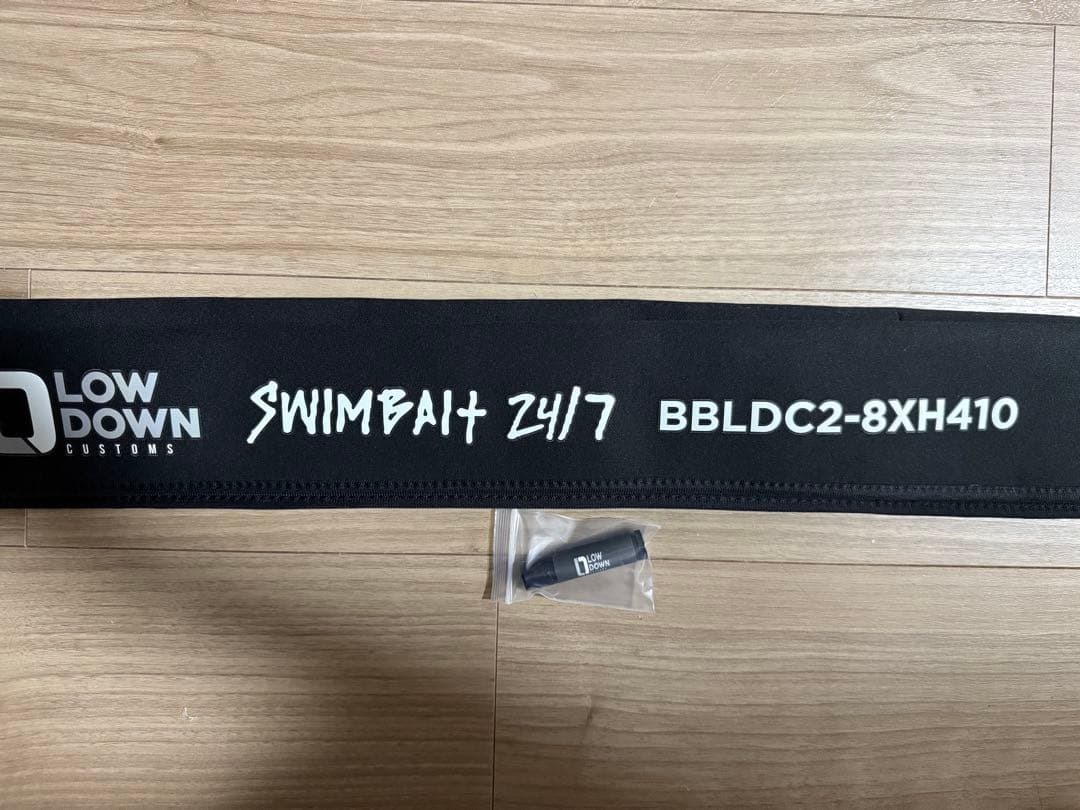 LOW
DOWN
CUSTOMS
SWIMBAIt 24/7
BBLDC2-8XH410
LOW
DOWN